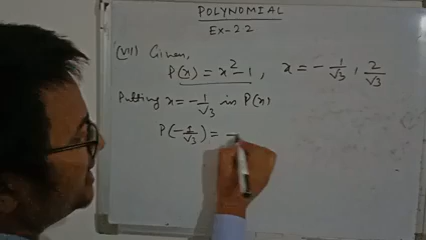 POLYNOMIAL
Ex-2.2
(VII) Given,
P(x) = x² - 1 , x = - 1/√3 , 2/√3
Putting x = - 1/√3 in P(x)
P(- 1/√3) = -